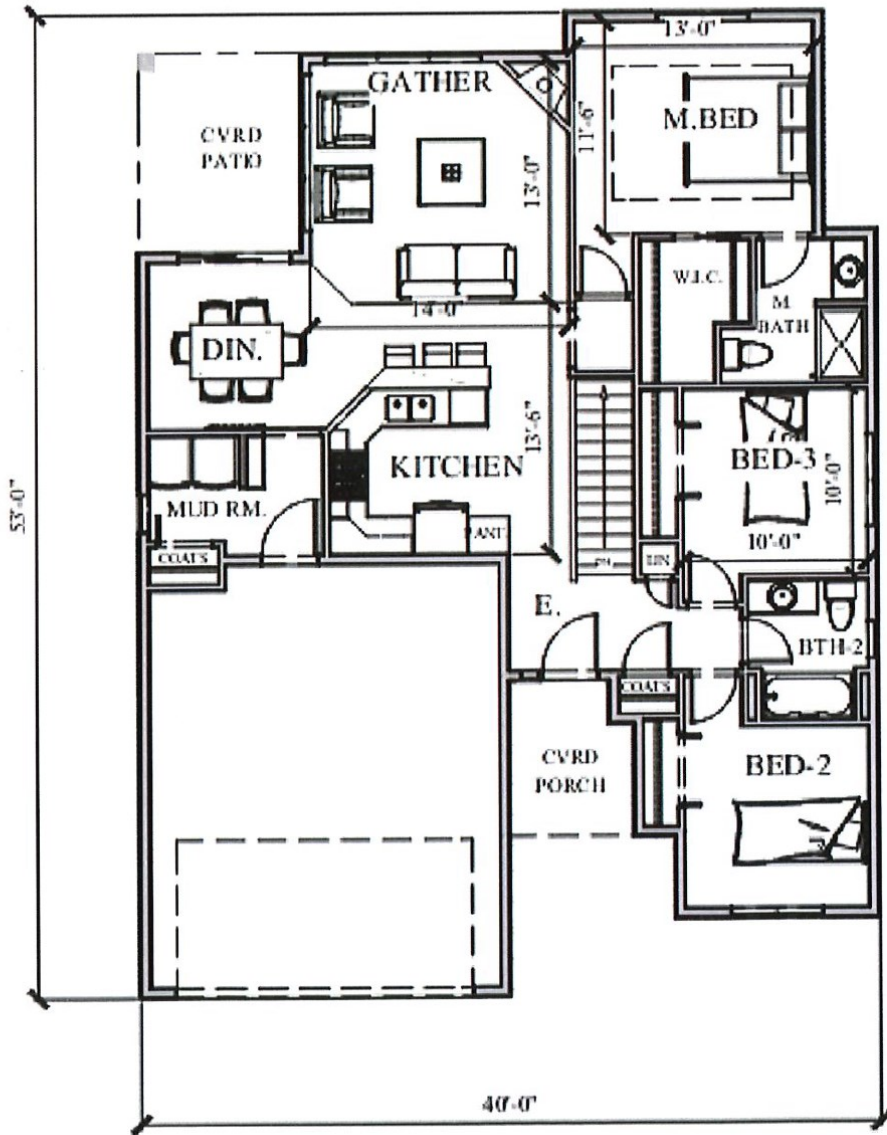 13'-0"
GATHER
CVRD
PATIO
M.BED
11'-6"
13'-0"
W.I.C.
M.
BATH
14'-0"
DIN.
13'-6"
KITCHEN
BED-3
10'-0"
10'-0"
53'-0"
MUD RM.
COATS
LIN
E.
BTH-2
COATS
CVRD
PORCH
BED-2
40'-0"